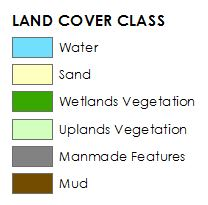 LAND COVER CLASS
Water
Sand
Wetlands Vegetation
Uplands Vegetation
Manmade Features
Mud